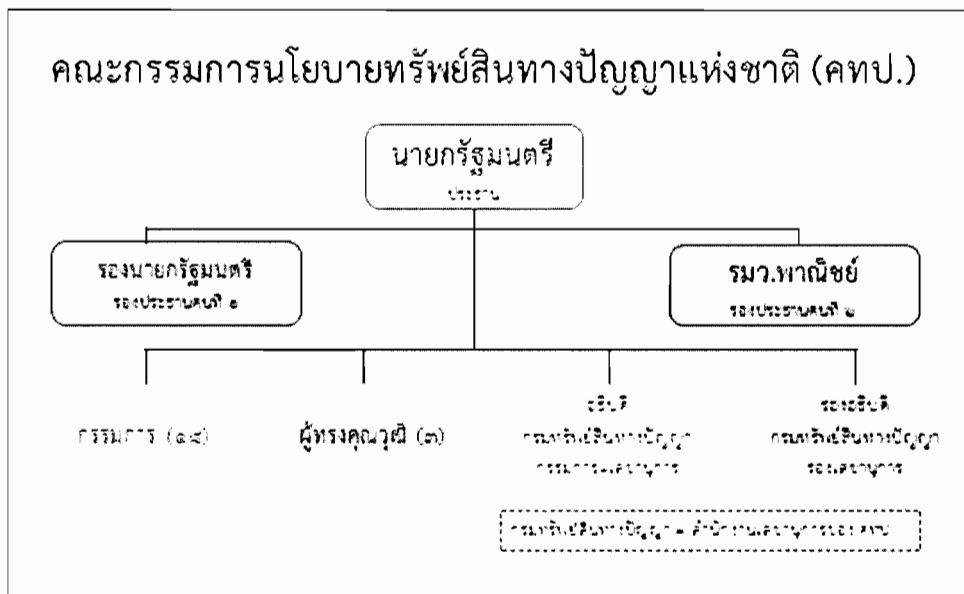 คณะกรรมการนโยบายทรัพย์สินทางปัญญาแห่งชาติ (คทป.)
นายกรัฐมนตรี
ประธาน
รองนายกรัฐมนตรี
รองประธานคนที่ ๑
รมว.พาณิชย์
รองประธานคนที่ ๒
กรรมการ
ผู้ทรงคุณวุฒิ (๓)
อธิบดี
กรมทรัพย์สินทางปัญญา
กรรมการและเลขานุการ
รองอธิบดี
กรมทรัพย์สินทางปัญญา
รองเลขานุการ
กรมทรัพย์สินทางปัญญา = สำนักงานเลขานุการของ คทป.